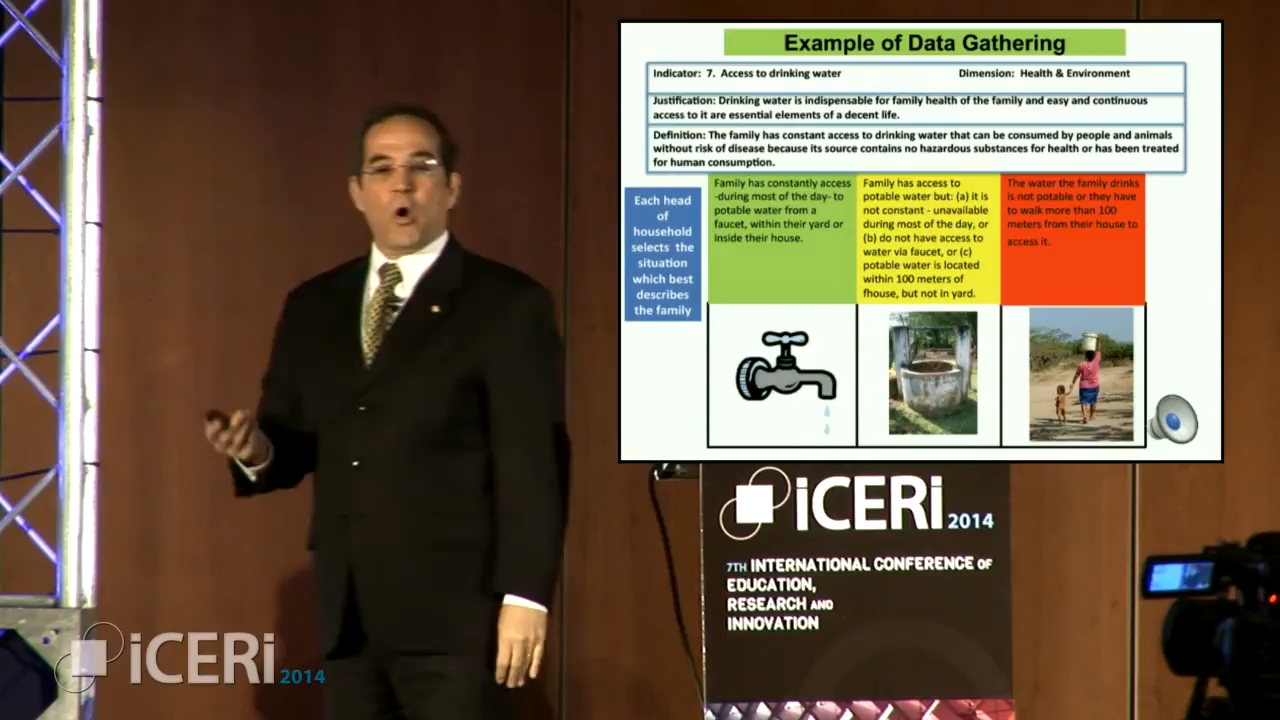 Example of Data Gathering
Indicator: 7. Access to drinking water
Dimension: Health & Environment
Justification: Drinking water is indispensable for family health of the family and easy and continuous
access to it are essential elements of a decent life.
Definition: The family has constant access to drinking water that can be consumed by people and animals
without risk of disease because its source contains no hazardous substances for health or has been treated
for human consumption.
Each head
of
household
selects the
situation
which best
describes
the family
Family has constantly access
-during most of the day- to
potable water from a
faucet, within their yard or
inside their house.
Family has access to
potable water but: (a) it is
not constant - unavailable
during most of the day, or
(b) do not have access to
water via faucet, or (c)
potable water is located
within 100 meters of
fhouse, but not in yard.
The water the family drinks
is not potable or they have
to walk more than 100
meters from their house to
access it.
iCERi 2014
7TH INTERNATIONAL CONFERENCE OF
EDUCATION,
RESEARCH AND
INNOVATION
iCERi 2014